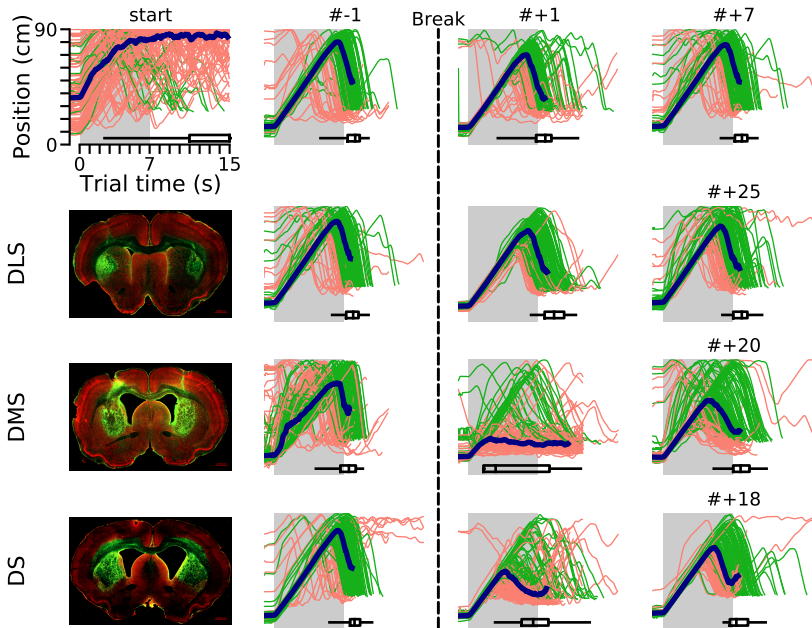 start
#-1
Break
#+1
#+7
Position (cm)
90
0
0
7
15
Trial time (s)
DLS
#+25
DMS
#+20
DS
#+18